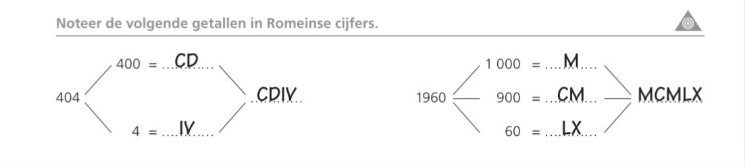 Noteer de volgende getallen in Romeinse cijfers.
400 = ...CD...... 1 000 = ....M....
404 ..CDIV.. 1960 900 = ...CM... MCMLX
4 = ....IV..... 60 = ....LX....